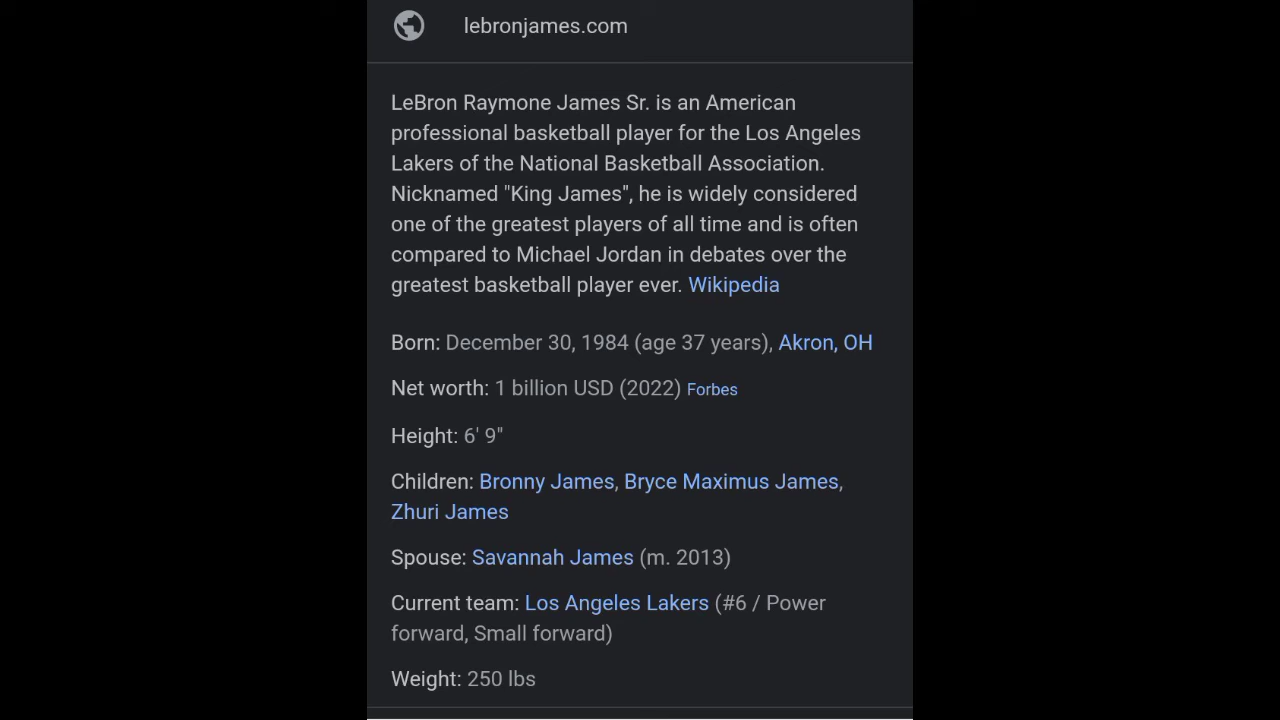 lebronjames.com
LeBron Raymone James Sr. is an American
professional basketball player for the Los Angeles
Lakers of the National Basketball Association.
Nicknamed "King James", he is widely considered
one of the greatest players of all time and is often
compared to Michael Jordan in debates over the
greatest basketball player ever. Wikipedia
Born: December 30, 1984 (age 37 years), Akron, OH
Net worth: 1 billion USD (2022) Forbes
Height: 6' 9"
Children: Bronny James, Bryce Maximus James,
Zhuri James
Spouse: Savannah James (m. 2013)
Current team: Los Angeles Lakers (#6 / Power
forward, Small forward)
Weight: 250 lbs